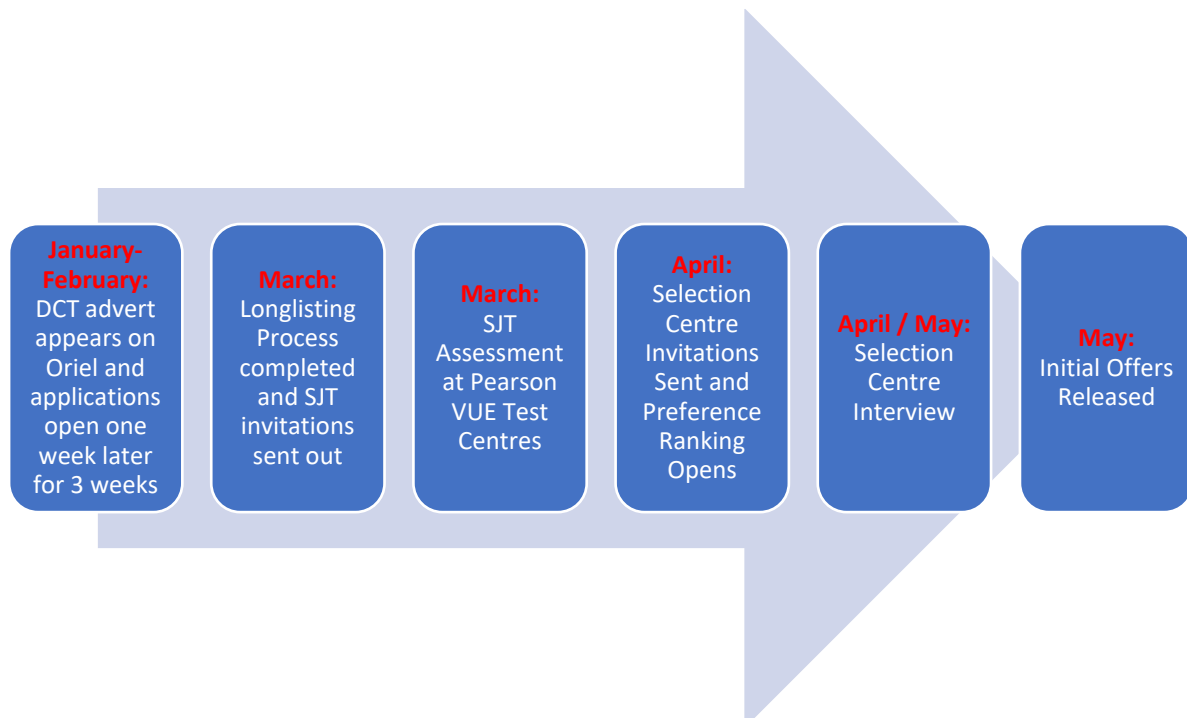 January-
February:
DCT advert
appears on
Oriel and
applications
open one
week later
for 3 weeks
March:
Longlisting
Process
completed
and SJT
invitations
sent out
March:
SJT
Assessment
at Pearson
VUE Test
Centres
April:
Selection
Centre
Invitations
Sent and
Preference
Ranking
Opens
April / May:
Selection
Centre
Interview
May:
Initial Offers
Released